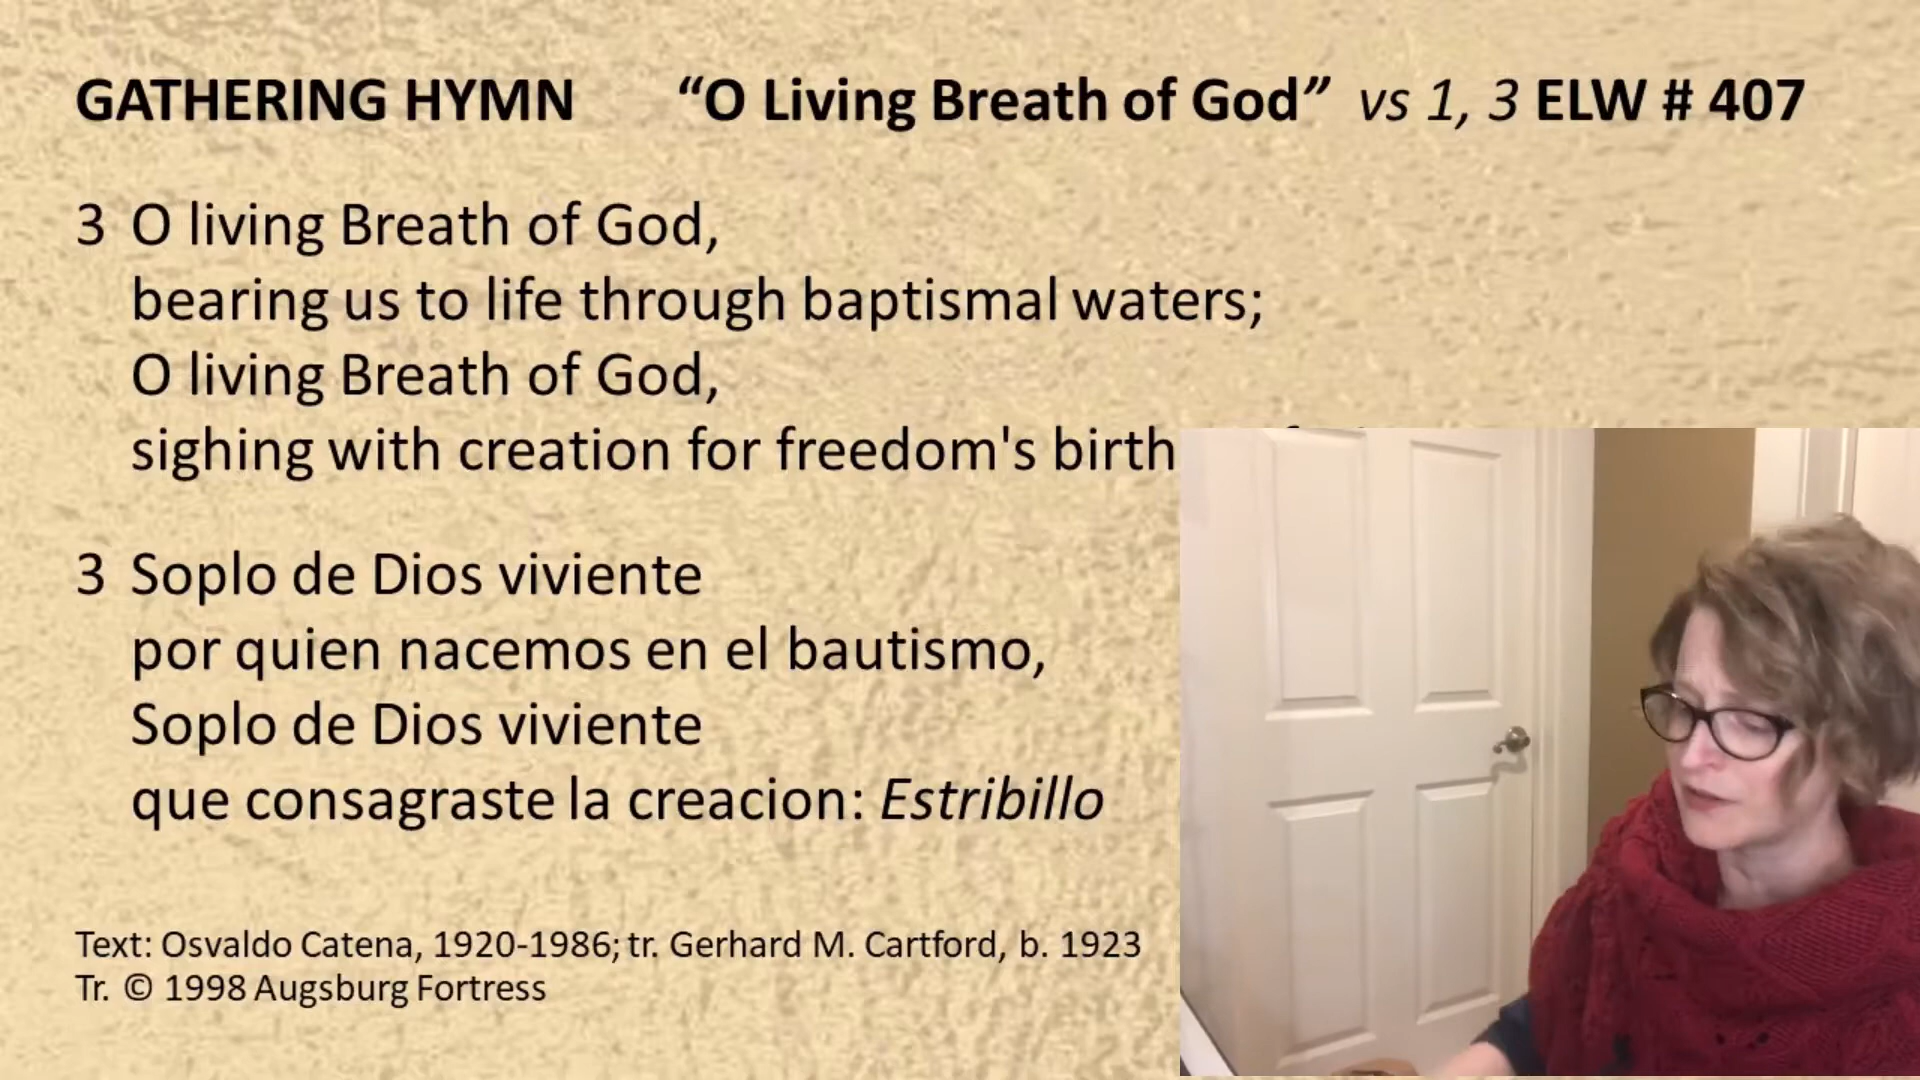 GATHERING HYMN “O Living Breath of God” vs 1, 3 ELW # 407
3 O living Breath of God,
bearing us to life through baptismal waters;
O living Breath of God,
sighing with creation for freedom's birth
3 Soplo de Dios viviente
por quien nacemos en el bautismo,
Soplo de Dios viviente
que consagraste la creacion: Estribillo
Text: Osvaldo Catena, 1920-1986; tr. Gerhard M. Cartford, b. 1923
Tr. © 1998 Augsburg Fortress